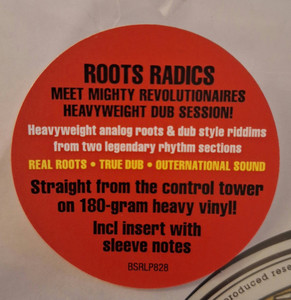 ROOTS RADICS
MEET MIGHTY REVOLUTIONAIRES
HEAVYWEIGHT DUB SESSION!
Heavyweight analog roots & dub style riddims
from two legendary rhythm sections
REAL ROOTS • TRUE DUB • OUTERNATIONAL SOUND
Straight from the control tower
on 180-gram heavy vinyl!
Incl insert with
sleeve notes
BSRLP828